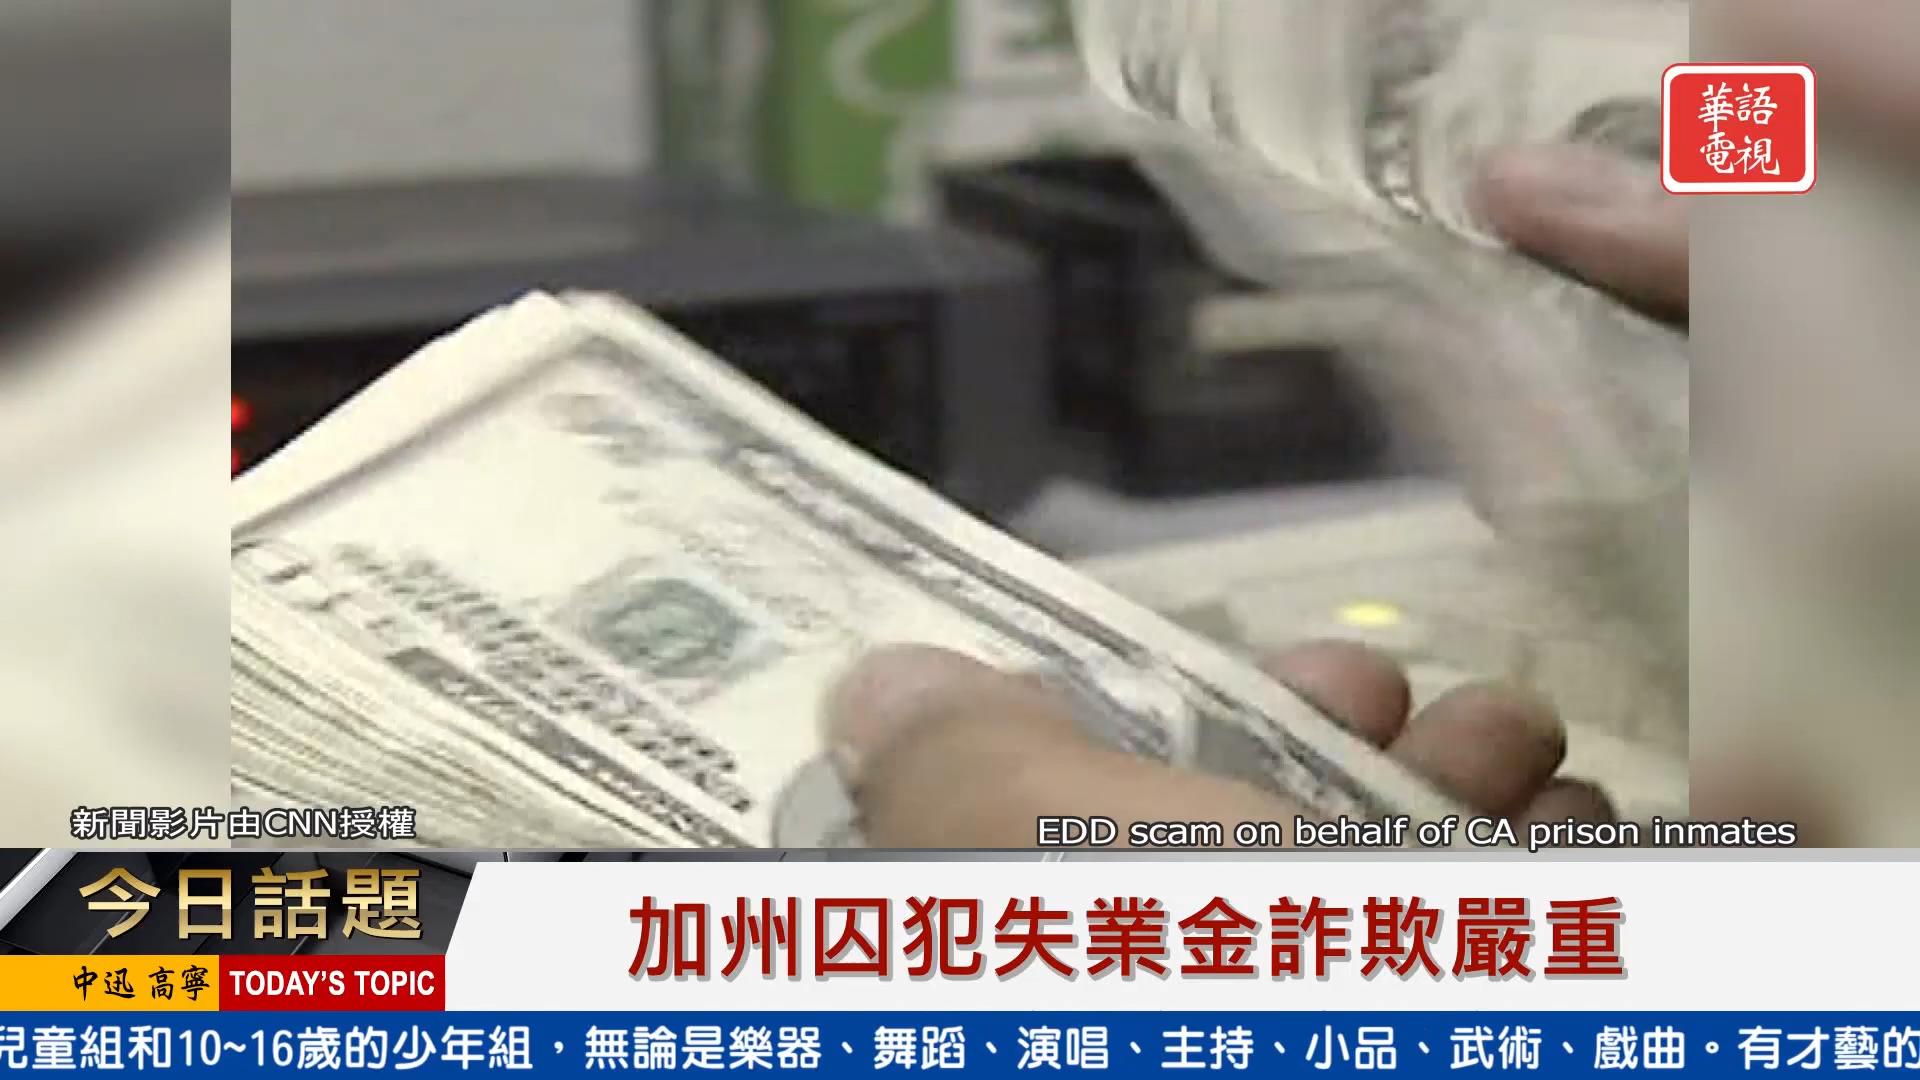 華語
電視
新聞影片由CNN授權
EDD scam on behalf of CA prison inmates
今日話題
加州囚犯失業金詐欺嚴重
中迅 高寧
TODAY'S TOPIC
兒童組和10~16歲的少年組，無論是樂器、舞蹈、演唱、主持、小品、武術、戲曲。有才藝的